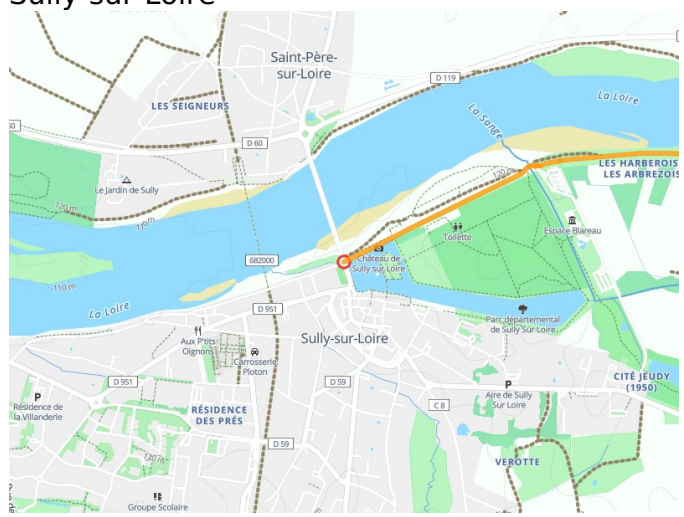 Sully-sur-Loire
Saint-Père-
sur-Loire
D 119
La Loire
LES SEIGNEURS
La Sange
60
D 60
LES HARBEROIS
LES ARBREZOIS
Le Jardin de Sully
120 m
120 m
110 m
Toilette
Espace Blareau
682000
Château de
Sully sur Loire
110 m
La Loire
D 951
Parc départemental
de Sully Sur Loire
Aux P'tits
Oignons
Sully-sur-Loire
Carrosserie
Ploton
CITÉ JEUDY
(1950)
D 951
D 59
P
P
Aire de Sully
Sur Loire
Résidence de
la Villanderie
RÉSIDENCE
DES PRÉS
C 8
D 59
120 m
VEROTTE
Groupe Scolaire